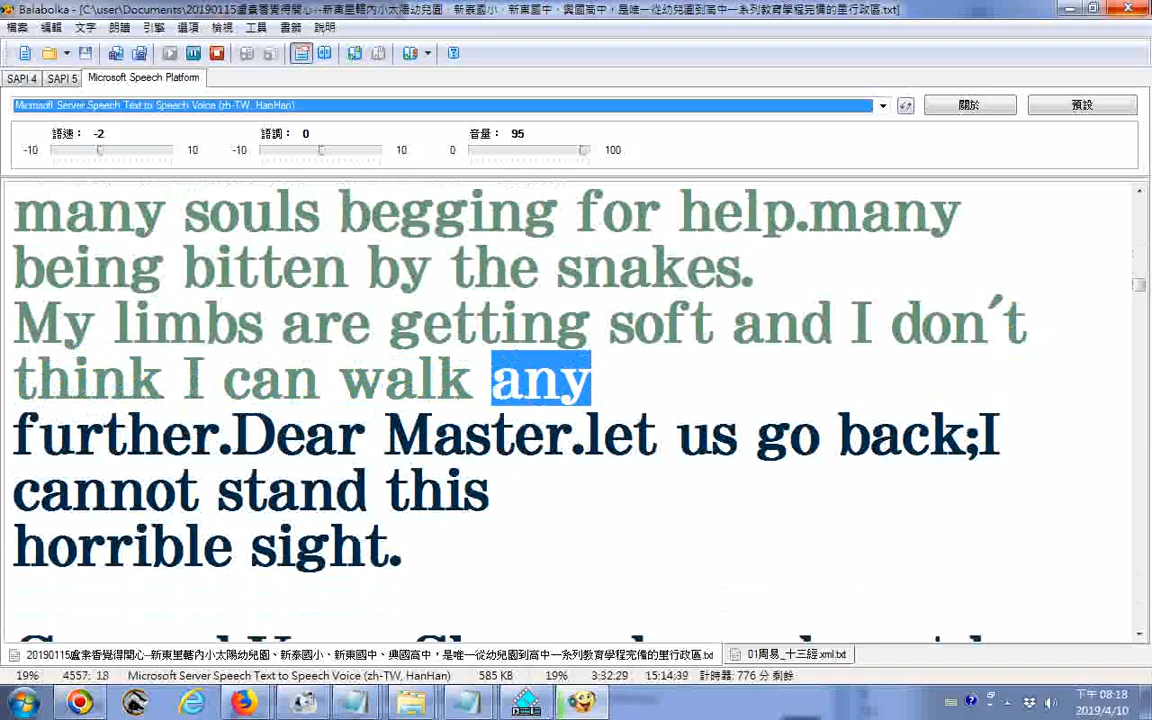 Balabolka - [C:\user\Documents\20190115盧素香覺得開心--新東里轄內小太陽幼兒園、新泰國小、新東國中、興國高中，是唯一從幼兒園到高中一系列教育學程完備的里行政區.txt]
檔案 編輯 文字 朗讀 引擎 選項 檢視 工具 書籤 說明
SAPI 4 SAPI 5 Microsoft Speech Platform
Microsoft Server Speech Text to Speech Voice (zh-TW, HanHan) 關於 預設
語速： -2 語調： 0 音量： 95
-10 10 -10 10 0 100
many souls begging for help.many
being bitten by the snakes.
My limbs are getting soft and I don´t
think I can walk any
further.Dear Master.let us go back;I
cannot stand this
horrible sight.
20190115盧素香覺得開心--新東里轄內小太陽幼兒園、新泰國小、新東國中、興國高中，是唯一從幼兒園到高中一系列教育學程完備的里行政區.txt 01周易_十三經.xml.txt
19% 4557: 18 Microsoft Server Speech Text to Speech Voice (zh-TW, HanHan) 585 KB 19% 3:32:29 15:14:39 計時器: 776 分 剩餘
下午 08:18
2019/4/10